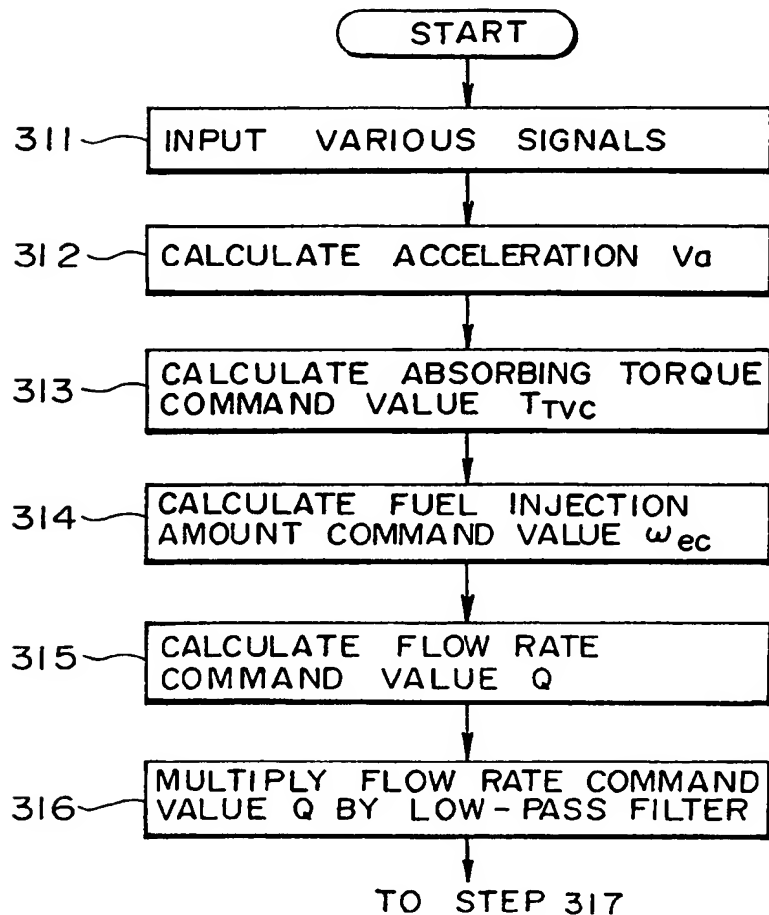 START
311
INPUT VARIOUS SIGNALS
312
CALCULATE ACCELERATION Va
313
CALCULATE ABSORBING TORQUE
COMMAND VALUE TTVC
314
CALCULATE FUEL INJECTION
AMOUNT COMMAND VALUE ωec
315
CALCULATE FLOW RATE
COMMAND VALUE Q
316
MULTIPLY FLOW RATE COMMAND
VALUE Q BY LOW-PASS FILTER
TO STEP 317